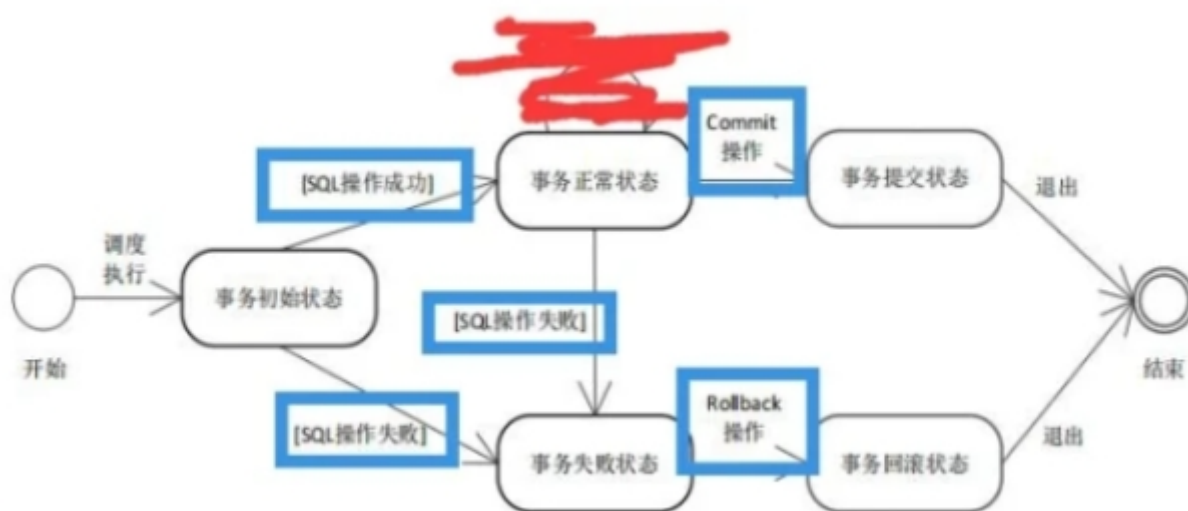 Commit
操作
[SQL操作成功]
事务正常状态
事务提交状态
退出
调度
执行
事务初始状态
[SQL操作失败]
开始
结束
Rollback
操作
[SQL操作失败]
事务失败状态
事务回滚状态
退出